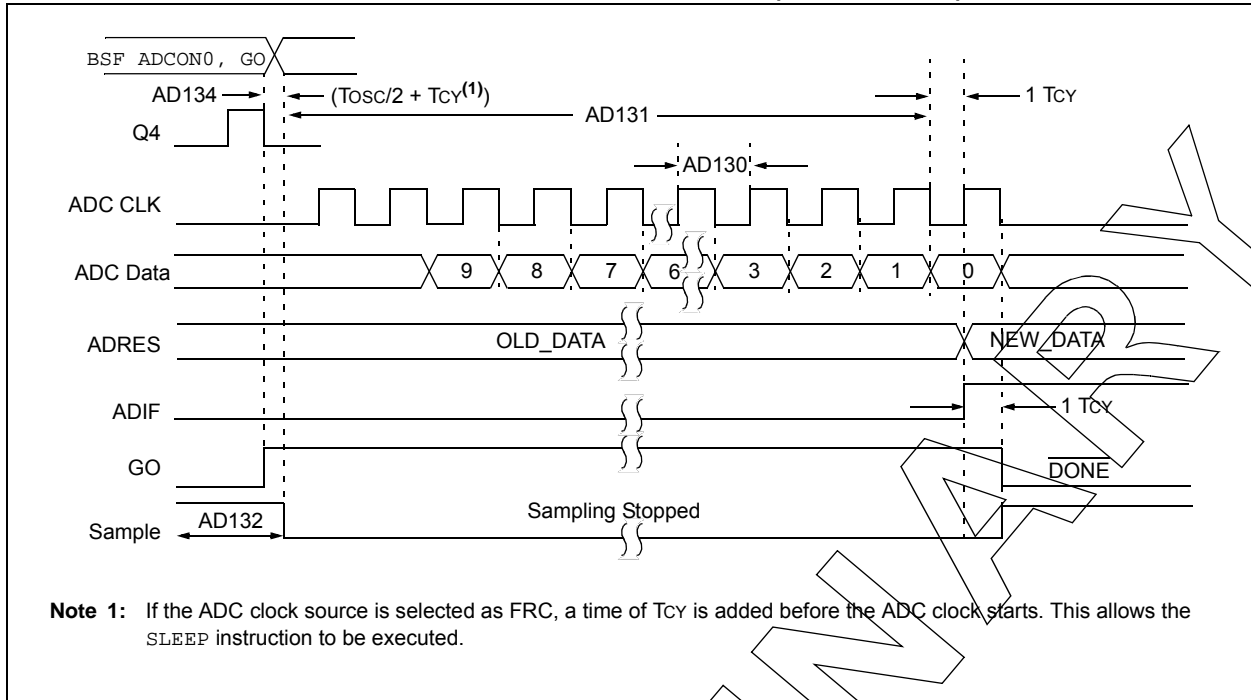 BSF ADCON0, GO
AD134
(TOSC/2 + TCY(1))
1 TCY
AD131
Q4
AD130
ADC CLK
ADC Data
9
8
7
6
3
2
1
0
ADRES
OLD_DATA
NEW_DATA
ADIF
1 TCY
GO
DONE
AD132
Sampling Stopped
Sample
Note 1: If the ADC clock source is selected as FRC, a time of TCY is added before the ADC clock starts. This allows the
SLEEP instruction to be executed.